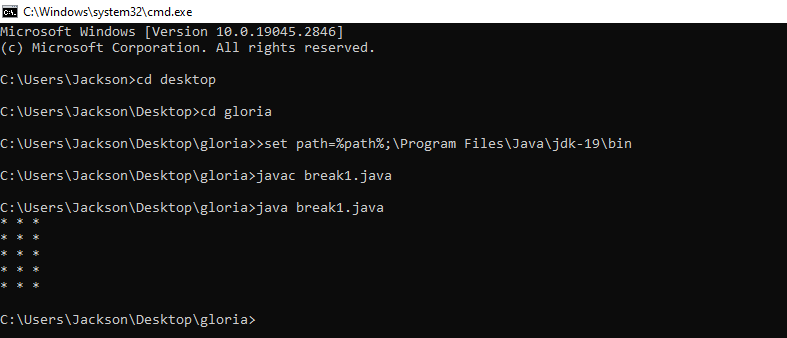 C:\Windows\system32\cmd.exe
Microsoft Windows [Version 10.0.19045.2846]
(c) Microsoft Corporation. All rights reserved.
C:\Users\Jackson>cd desktop
C:\Users\Jackson\Desktop>cd gloria
C:\Users\Jackson\Desktop\gloria>>set path=%path%;\Program Files\Java\jdk-19\bin
C:\Users\Jackson\Desktop\gloria>javac break1.java
C:\Users\Jackson\Desktop\gloria>java break1.java
* * *
* * *
* * *
* * *
* * *
C:\Users\Jackson\Desktop\gloria>